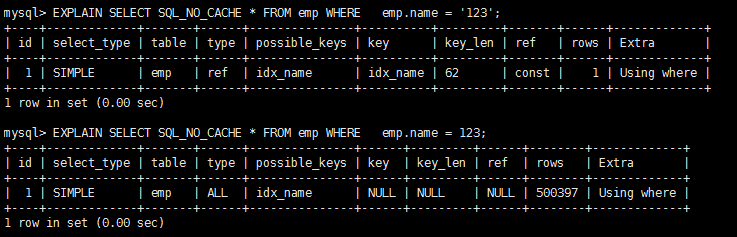 mysql> EXPLAIN SELECT SQL_NO_CACHE * FROM emp WHERE   emp.name = '123';
+----+-------------+-------+------+---------------+----------+---------+-------+------+-------------+
| id | select_type | table | type | possible_keys | key      | key_len | ref   | rows | Extra       |
+----+-------------+-------+------+---------------+----------+---------+-------+------+-------------+
|  1 | SIMPLE      | emp   | ref  | idx_name      | idx_name | 62      | const |    1 | Using where |
+----+-------------+-------+------+---------------+----------+---------+-------+------+-------------+
1 row in set (0.00 sec)
mysql> EXPLAIN SELECT SQL_NO_CACHE * FROM emp WHERE   emp.name = 123;
+----+-------------+-------+------+---------------+------+---------+------+--------+-------------+
| id | select_type | table | type | possible_keys | key  | key_len | ref  | rows   | Extra       |
+----+-------------+-------+------+---------------+------+---------+------+--------+-------------+
|  1 | SIMPLE      | emp   | ALL  | idx_name      | NULL | NULL    | NULL | 500397 | Using where |
+----+-------------+-------+------+---------------+------+---------+------+--------+-------------+
1 row in set (0.00 sec)